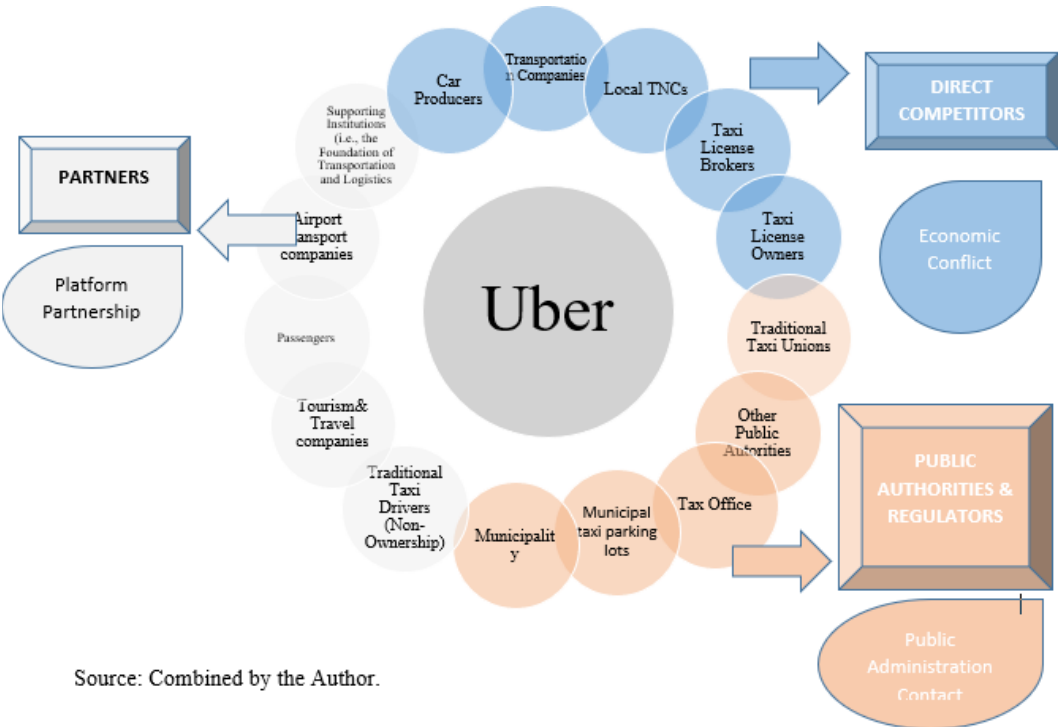 Car
Producers
Transportatio
n Companies
Local TNCs
Taxi
License
Brokers
Taxi
License
Owners
Traditional
Taxi Unions
Other
Public
Autorities
Tax Office
Municipal
taxi parking
lots
Municipalit
y
Traditional
Taxi
Drivers
(Non-
Ownership)
Tourism&
Travel
companies
Passengers
Airport
transport
companies
Supporting
Institutions
(i.e., the
Foundation of
Transportation
and Logistics
Uber
PARTNERS
Platform
Partnership
DIRECT
COMPETITORS
Economic
Conflict
PUBLIC
AUTHORITIES &
REGULATORS
Public
Administration
Contact
Source: Combined by the Author.